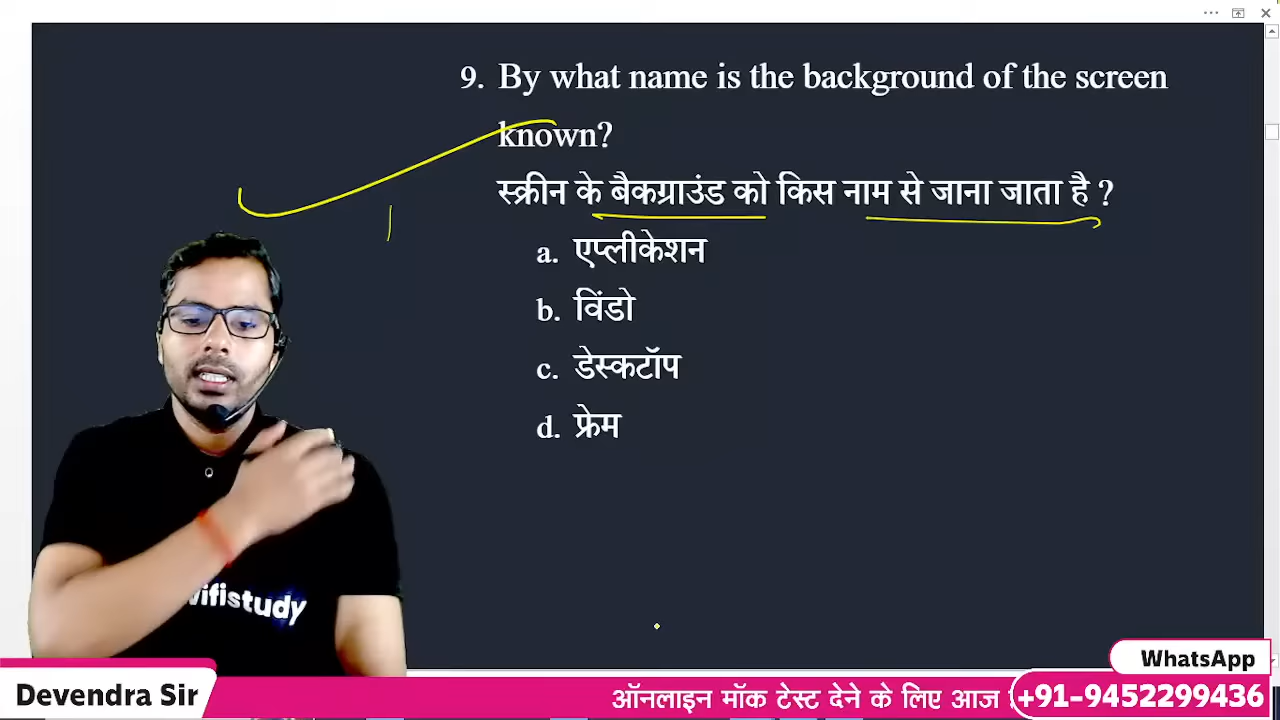 9. By what name is the background of the screen
known?
स्क्रीन के बैकग्राउंड को किस नाम से जाना जाता है ?
a. एप्लीकेशन
b. विंडो
c. डेस्कटॉप
d. फ्रेम
wifistudy
WhatsApp
Devendra Sir
ऑनलाइन मॉक टेस्ट देने के लिए आज
+91-9452299436